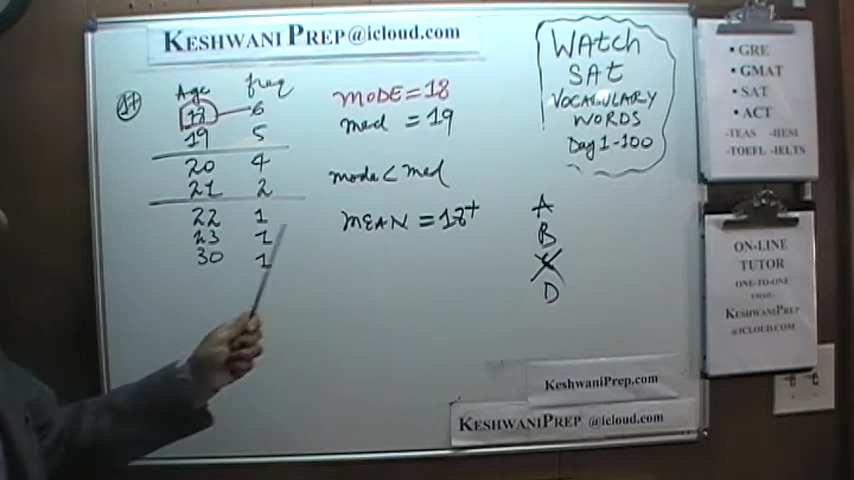 KESHWANI PREP@icloud.com
17
Age freq
18 6
19 5
20 4
21 2
22 1
23 1
30 1
MODE = 18
med = 19
mode < med
MEAN = 18+
A
B
C
D
WAtch
SAt
VOCABULARY
WORDS
Day 1-100
• GRE
• GMAT
• SAT
• ACT
-TEAS -HESI
-TOEFL -IELTS
ON-LINE
TUTOR
ONE-TO-ONE
EMAIL
KESHWANIPREP
@ICLOUD.COM
KeshwaniPrep.com
KESHWANIPREP @icloud.com